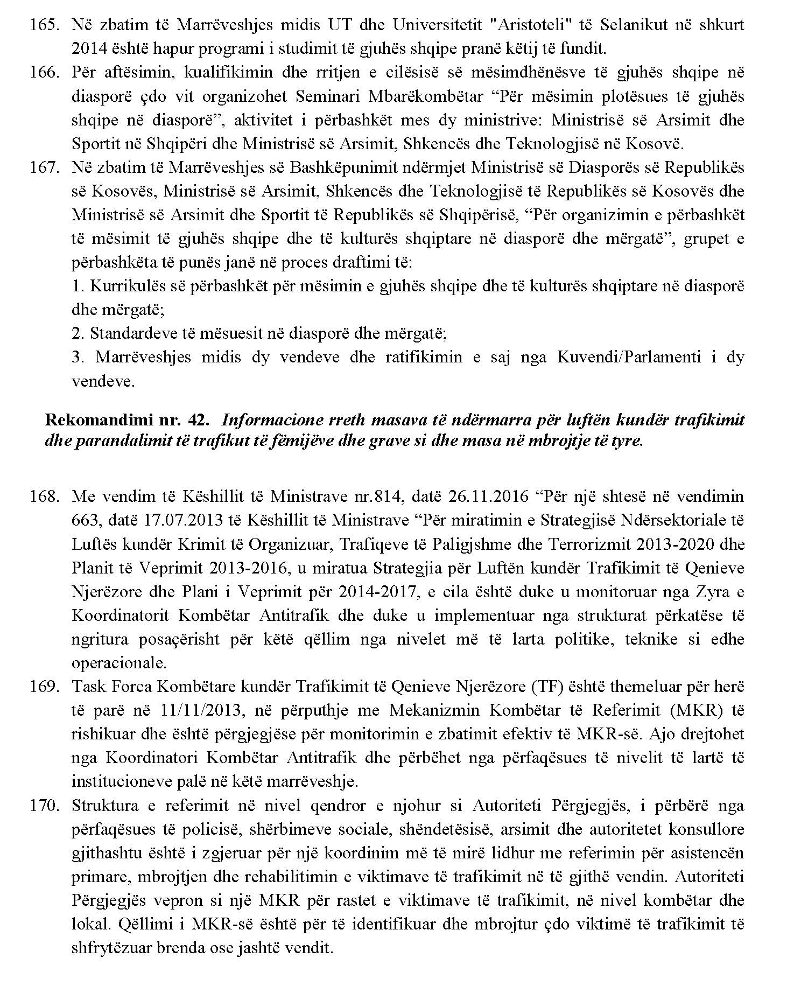 165. Në zbatim të Marrëveshjes midis UT dhe Universitetit "Aristoteli" të Selanikut në shkurt
2014 është hapur programi i studimit të gjuhës shqipe pranë këtij të fundit.
166. Për aftësimin, kualifikimin dhe rritjen e cilësisë së mësimdhënësve të gjuhës shqipe në
diasporë çdo vit organizohet Seminari Mbarëkombëtar “Për mësimin plotësues të gjuhës
shqipe në diasporë”, aktivitet i përbashkët mes dy ministrive: Ministrisë së Arsimit dhe
Sportit në Shqipëri dhe Ministrisë së Arsimit, Shkencës dhe Teknologjisë në Kosovë.
167. Në zbatim të Marrëveshjes së Bashkëpunimit ndërmjet Ministrisë së Diasporës së Republikës
së Kosovës, Ministrisë së Arsimit, Shkencës dhe Teknologjisë të Republikës së Kosovës dhe
Ministrisë së Arsimit dhe Sportit të Republikës së Shqipërisë, “Për organizimin e përbashkët
të mësimit të gjuhës shqipe dhe të kulturës shqiptare në diasporë dhe mërgatë”, grupet e
përbashkëta të punës janë në proces draftimi të:
1. Kurrikulës së përbashkët për mësimin e gjuhës shqipe dhe të kulturës shqiptare në diasporë
dhe mërgatë;
2. Standardeve të mësuesit në diasporë dhe mërgatë;
3. Marrëveshjes midis dy vendeve dhe ratifikimin e saj nga Kuvendi/Parlamenti i dy
vendeve.
Rekomandimi nr. 42. Informacione rreth masava të ndërmarra për luftën kundër trafikimit
dhe parandalimit të trafikut të fëmijëve dhe grave si dhe masa në mbrojtje të tyre.
168. Me vendim të Këshillit të Ministrave nr.814, datë 26.11.2016 “Për një shtesë në vendimin
663, datë 17.07.2013 të Këshillit të Ministrave “Për miratimin e Strategjisë Ndërsektoriale të
Luftës kundër Krimit të Organizuar, Trafiqeve të Paligjshme dhe Terrorizmit 2013-2020 dhe
Planit të Veprimit 2013-2016, u miratua Strategjia për Luftën kundër Trafikimit të Qenieve
Njerëzore dhe Plani i Veprimit për 2014-2017, e cila është duke u monitoruar nga Zyra e
Koordinatorit Kombëtar Antitrafik dhe duke u implementuar nga strukturat përkatëse të
ngritura posaçërisht për këtë qëllim nga nivelet më të larta politike, teknike si edhe
operacionale.
169. Task Forca Kombëtare kundër Trafikimit të Qenieve Njerëzore (TF) është themeluar për herë
të parë në 11/11/2013, në përputhje me Mekanizmin Kombëtar të Referimit (MKR) të
rishikuar dhe është përgjegjëse për monitorimin e zbatimit efektiv të MKR-së. Ajo drejtohet
nga Koordinatori Kombëtar Antitrafik dhe përbëhet nga përfaqësues të nivelit të lartë të
institucioneve palë në këtë marrëveshje.
170. Struktura e referimit në nivel qendror e njohur si Autoriteti Përgjegjës, i përbërë nga
përfaqësues të policisë, shërbimeve sociale, shëndetësisë, arsimit dhe autoritetet konsullore
gjithashtu është i zgjeruar për një koordinim më të mirë lidhur me referimin për asistencën
primare, mbrojtjen dhe rehabilitimin e viktimave të trafikimit në të gjithë vendin. Autoriteti
Përgjegjës vepron si një MKR për rastet e viktimave të trafikimit, në nivel kombëtar dhe
lokal. Qëllimi i MKR-së është për të identifikuar dhe mbrojtur çdo viktimë të trafikimit të
shfrytëzuar brenda ose jashtë vendit.